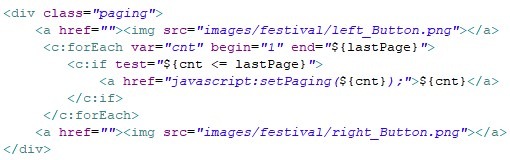 <div class="paging">
<a href=""><img src="images/festival/left_Button.png"></a>
<c:forEach var="cnt" begin="1" end="${lastPage}">
<c:if test="${cnt <= lastPage}">
<a href="javascript:setPaging(${cnt});">${cnt}</a>
</c:if>
</c:forEach>
<a href=""><img src="images/festival/right_Button.png"></a>
</div>